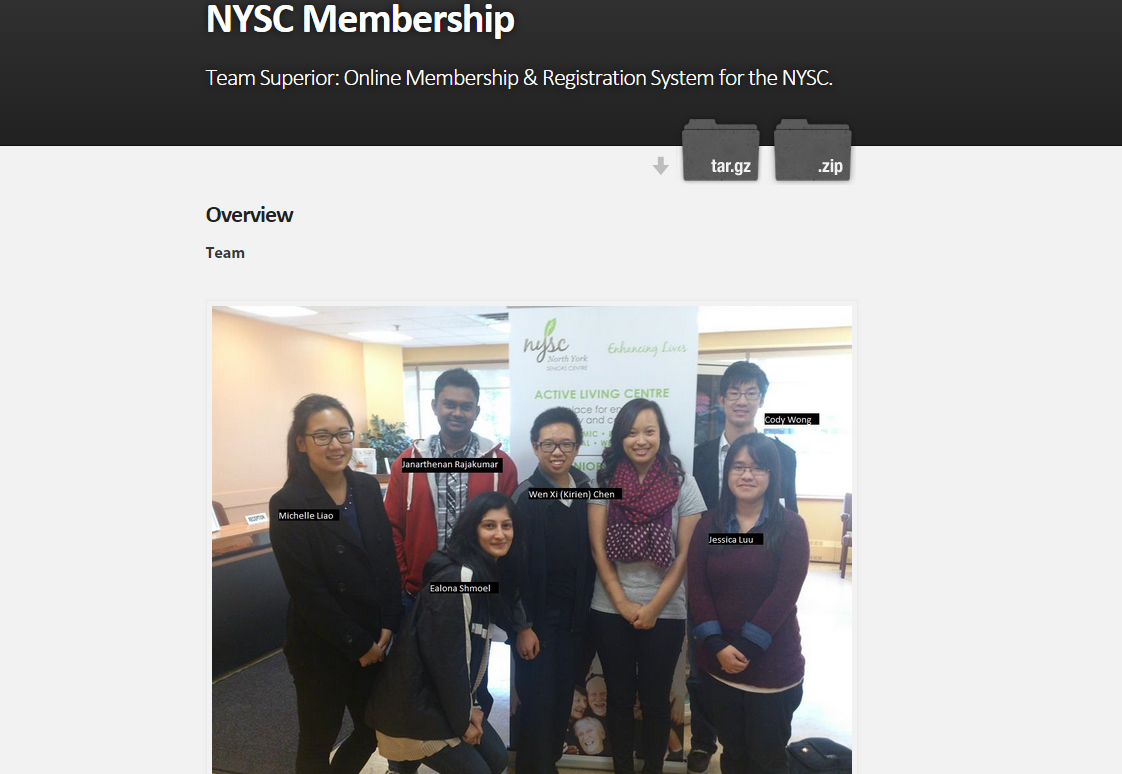 NYSC Membership
Team Superior: Online Membership & Registration System for the NYSC.
tar.gz
.zip
Overview
Team
nysc
North York
SENIORS CENTRE
Enhancing Lives
ACTIVE LIVING CENTRE
Cody Wong
Janarthenan Rajakumar
Wen Xi (Kirien) Chen
Michelle Liao
RECEPTION
Jessica Luu
Ealona Shmoel